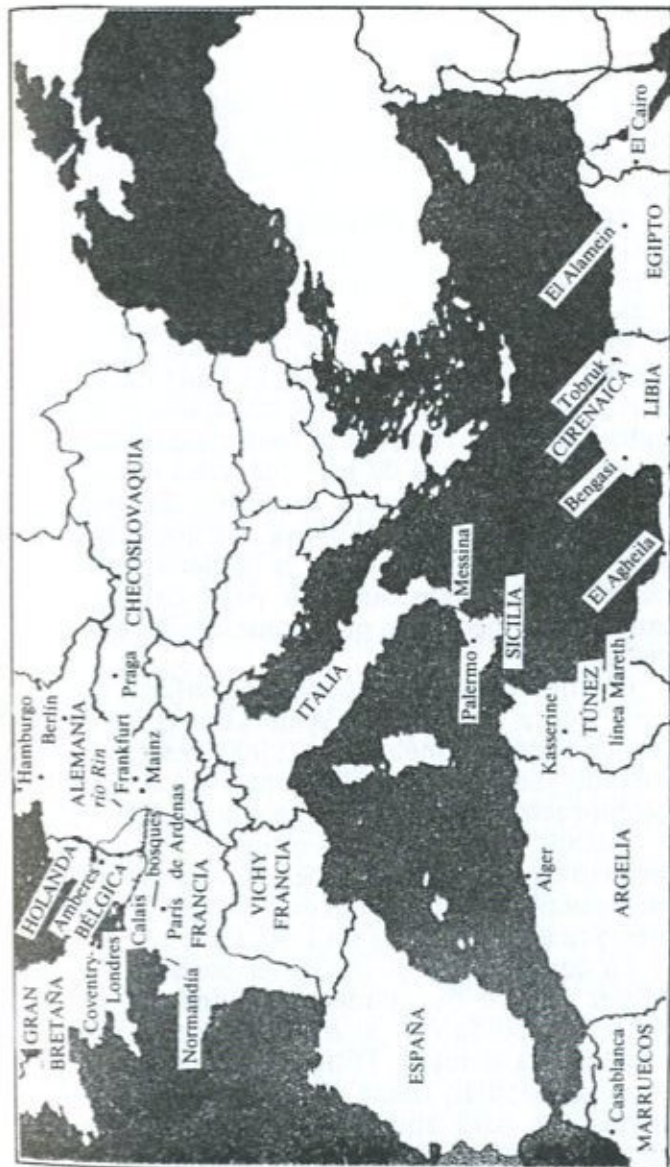 GRAN
BRETAÑA
HOLANDA
Amberes
BÉLGICA
Coventry
Londres
Calais
bosques
de Ardenas
París
Normandía
FRANCIA
VICHY
FRANCIA
ESPAÑA
Hamburgo
Berlín
ALEMANIA
río Rin
Frankfurt
Mainz
Praga
CHECOSLOVAQUIA
ITALIA
Messina
Palermo
SICILIA
Casablanca
MARRUECOS
Alger
ARGELIA
Kasserine
TÚNEZ
línea Mareth
El Agheila
Bengasi
CIRENAICA
Tobruk
LIBIA
El Alamein
EGIPTO
El Cairo